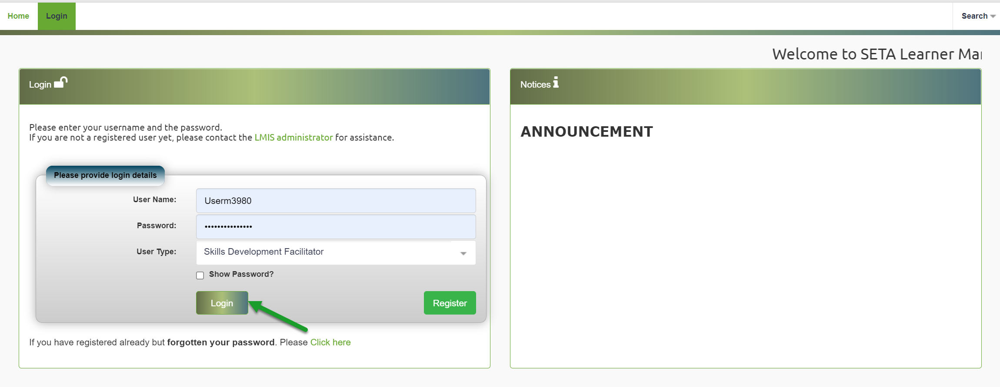 Home
Login
Search
Welcome to SETA Learner
Login
Please enter your username and the password.
If you are not a registered user yet, please contact the LMIS administrator for assistance.
Please provide login details
User Name:
Userm3980
Password:
•••••••••••••••
User Type:
Skills Development Facilitator
Show Password?
Login
Register
If you have registered already but forgotten your password. Please Click here
Notices
ANNOUNCEMENT